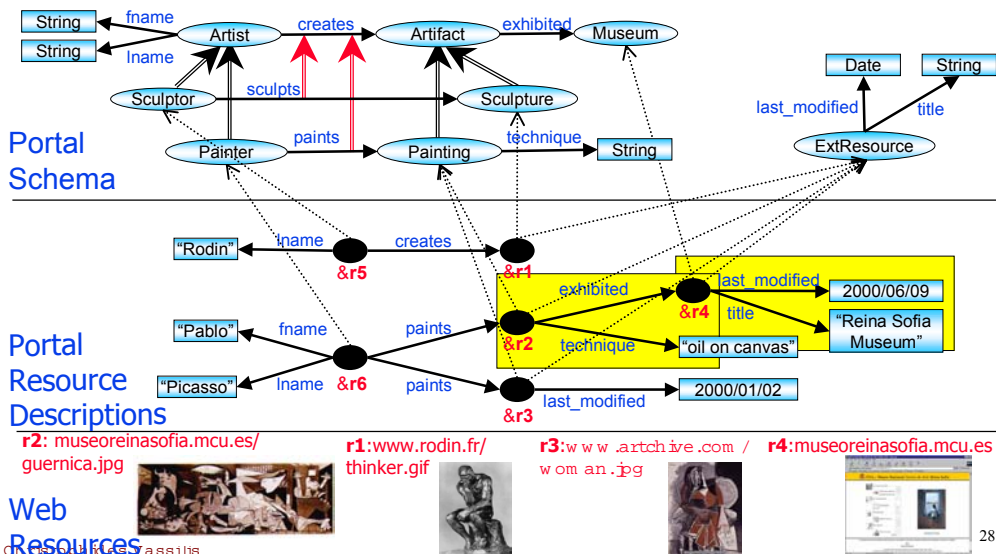 String
fname
creates
exhibited
Artist
Artifact
Museum
String
lname
Date
String
last_modified
title
Sculptor
sculpts
Sculpture
ExtResource
Portal
Schema
Painter
paints
Painting
technique
String
"Rodin"
lname
creates
&r5
&r1
exhibited
last_modified
2000/06/09
&r4
title
"Reina Sofia
Museum"
Portal
Resource
Descriptions
"Pablo"
fname
paints
&r2
technique
"oil on canvas"
"Picasso"
lname
&r6
paints
&r3
last_modified
2000/01/02
r2: museoreinasofia.mcu.es/
guernica.jpg
r1:www.rodin.fr/
thinker.gif
r3:www.artchive.com/
woman.jpg
r4:museoreinasofia.mcu.es
Web
Resources
Vassilis
28